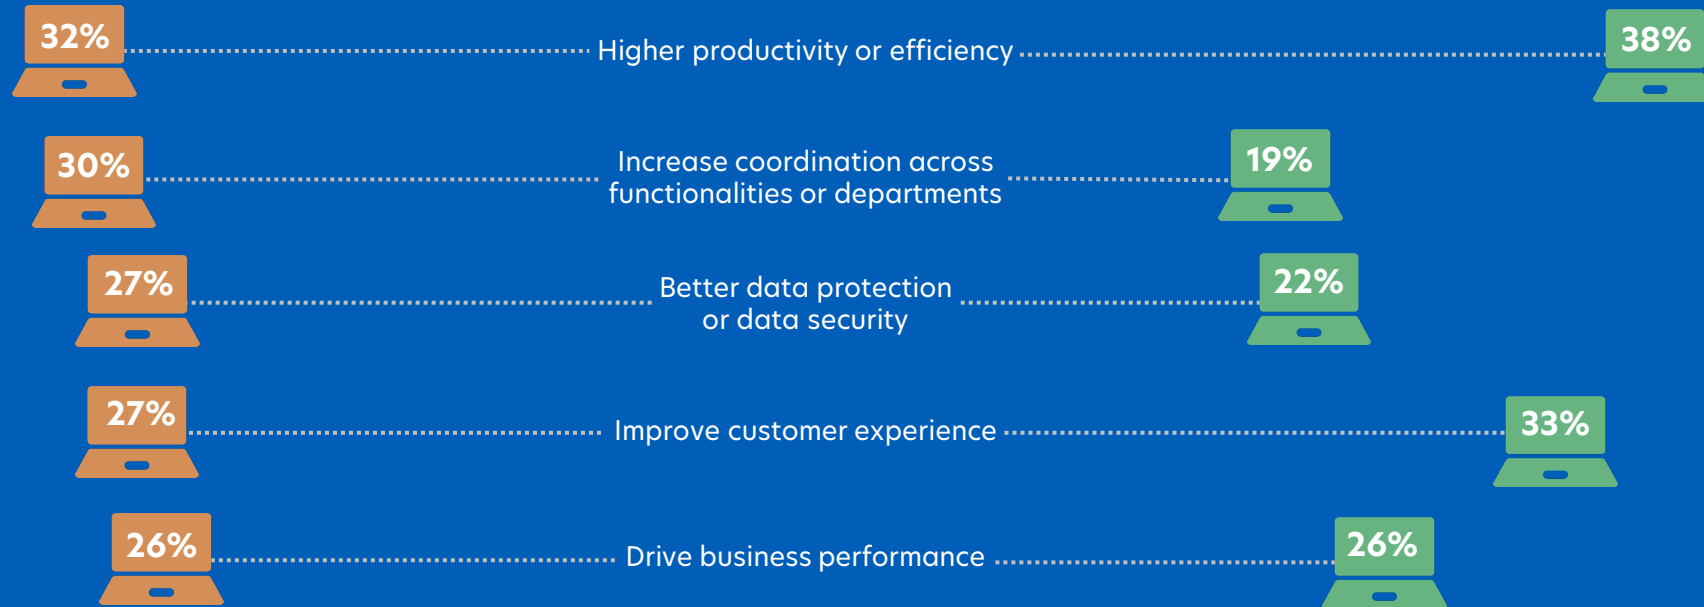 32% Higher productivity or efficiency 38%
30% Increase coordination across 19%
functionalities or departments
27% Better data protection 22%
or data security
27% Improve customer experience 33%
26% Drive business performance 26%